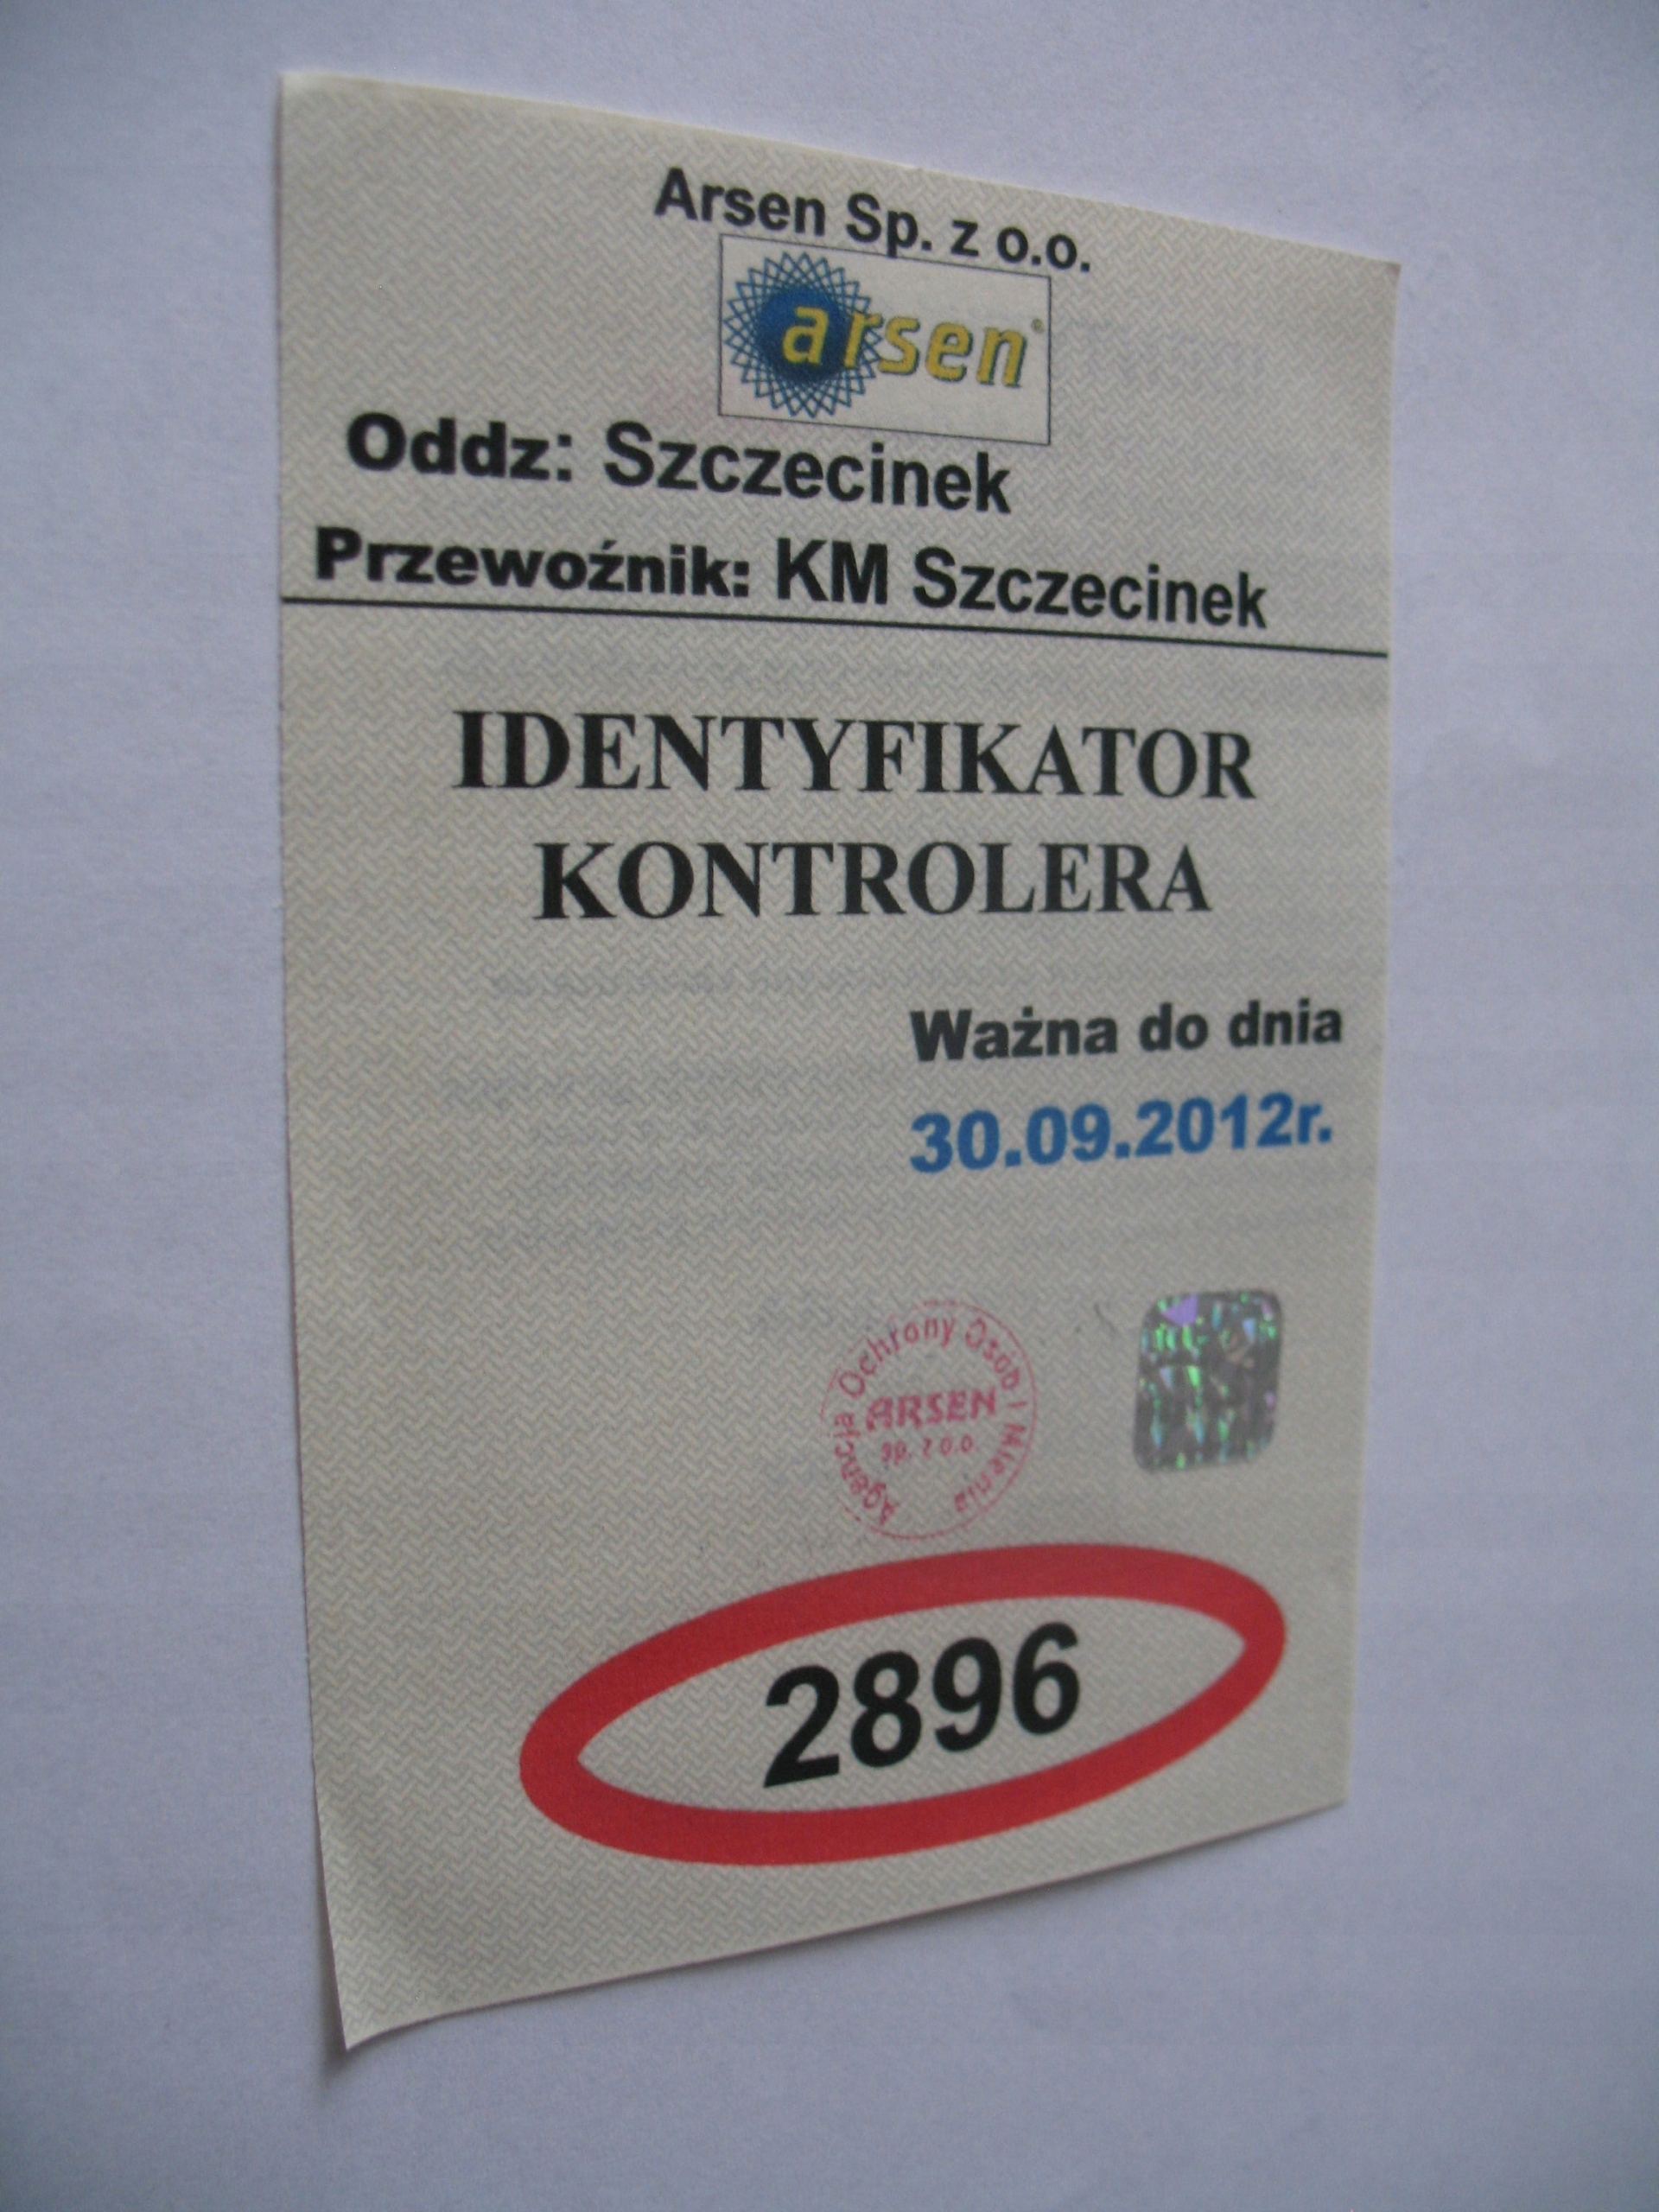 Arsen Sp. z o.o.
arsen®
Oddz: Szczecinek
Przewoźnik: KM Szczecinek
IDENTYFIKATOR
KONTROLERA
Ważna do dnia
30.09.2012r.
Agencja Ochrony Osób i Mienia
ARSEN
sp. z o.o.
2896